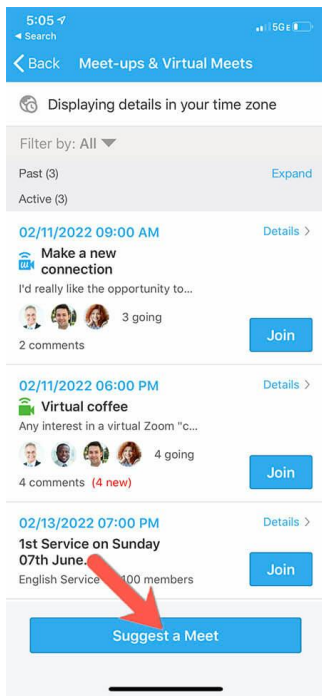 5:05
5G E
◄ Search
Back Meet-ups & Virtual Meets
Displaying details in your time zone
Filter by: All
Past (3) Expand
Active (3)
02/11/2022 09:00 AM Details >
Make a new
connection
I'd really like the opportunity to...
3 going
2 comments
Join
02/11/2022 06:00 PM Details >
Virtual coffee
Any interest in a virtual Zoom "c...
4 going
4 comments (4 new)
Join
02/13/2022 07:00 PM Details >
1st Service on Sunday
07th June.
English Service 100 members
Join
Suggest a Meet